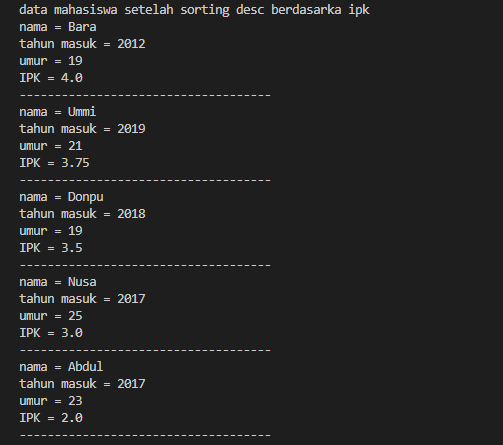 data mahasiswa setelah sorting desc berdasarka ipk
nama = Bara
tahun masuk = 2012
umur = 19
IPK = 4.0
------------------------------------
nama = Ummi
tahun masuk = 2019
umur = 21
IPK = 3.75
------------------------------------
nama = Donpu
tahun masuk = 2018
umur = 19
IPK = 3.5
------------------------------------
nama = Nusa
tahun masuk = 2017
umur = 25
IPK = 3.0
------------------------------------
nama = Abdul
tahun masuk = 2017
umur = 23
IPK = 2.0
------------------------------------